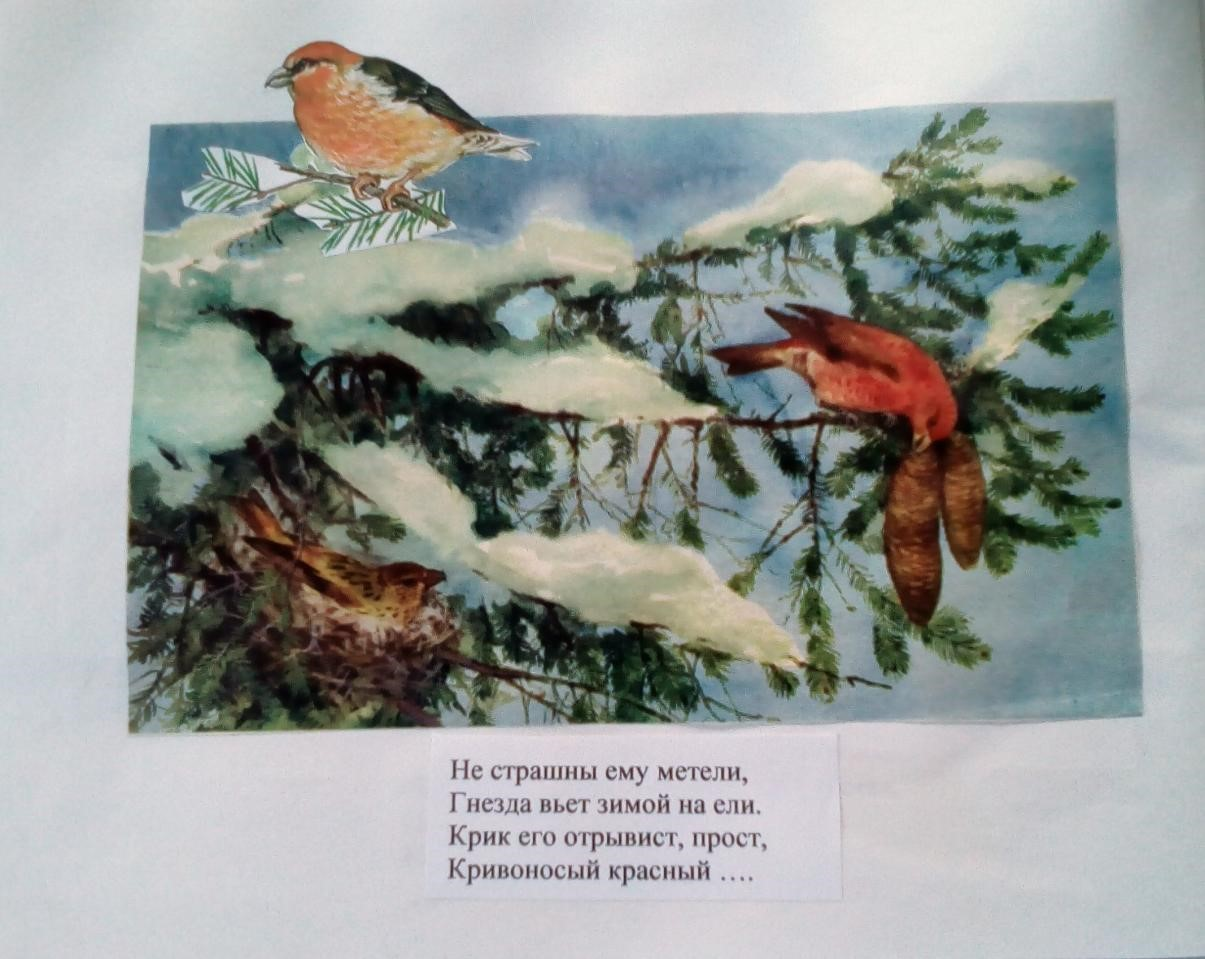 Не страшны ему метели,
Гнезда вьет зимой на ели.
Крик его отрывист, прост,
Кривоносый красный ….